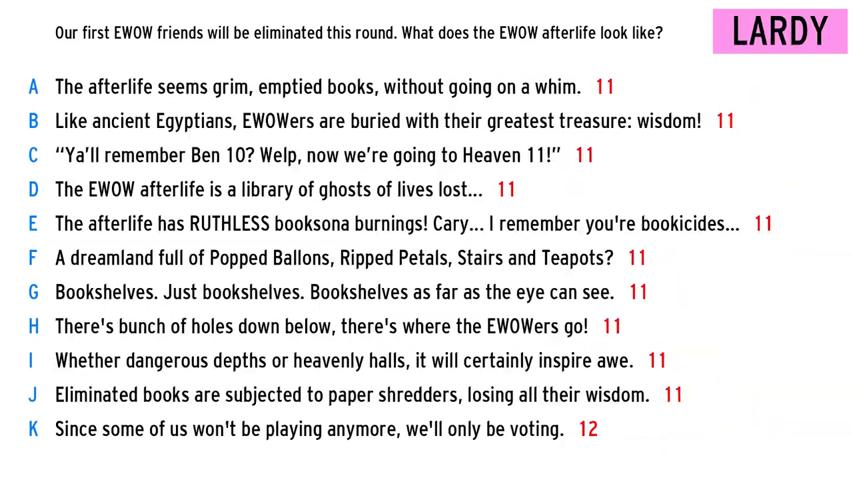 Our first EWOW friends will be eliminated this round. What does the EWOW afterlife look like?
LARDY
A The afterlife seems grim, emptied books, without going on a whim. 11
B Like ancient Egyptians, EWOWers are buried with their greatest treasure: wisdom! 11
C “Ya’ll remember Ben 10? Welp, now we’re going to Heaven 11!” 11
D The EWOW afterlife is a library of ghosts of lives lost... 11
E The afterlife has RUTHLESS booksona burnings! Cary... I remember you're bookicides... 11
F A dreamland full of Popped Ballons, Ripped Petals, Stairs and Teapots? 11
G Bookshelves. Just bookshelves. Bookshelves as far as the eye can see. 11
H There's bunch of holes down below, there's where the EWOWers go! 11
I Whether dangerous depths or heavenly halls, it will certainly inspire awe. 11
J Eliminated books are subjected to paper shredders, losing all their wisdom. 11
K Since some of us won't be playing anymore, we'll only be voting. 12